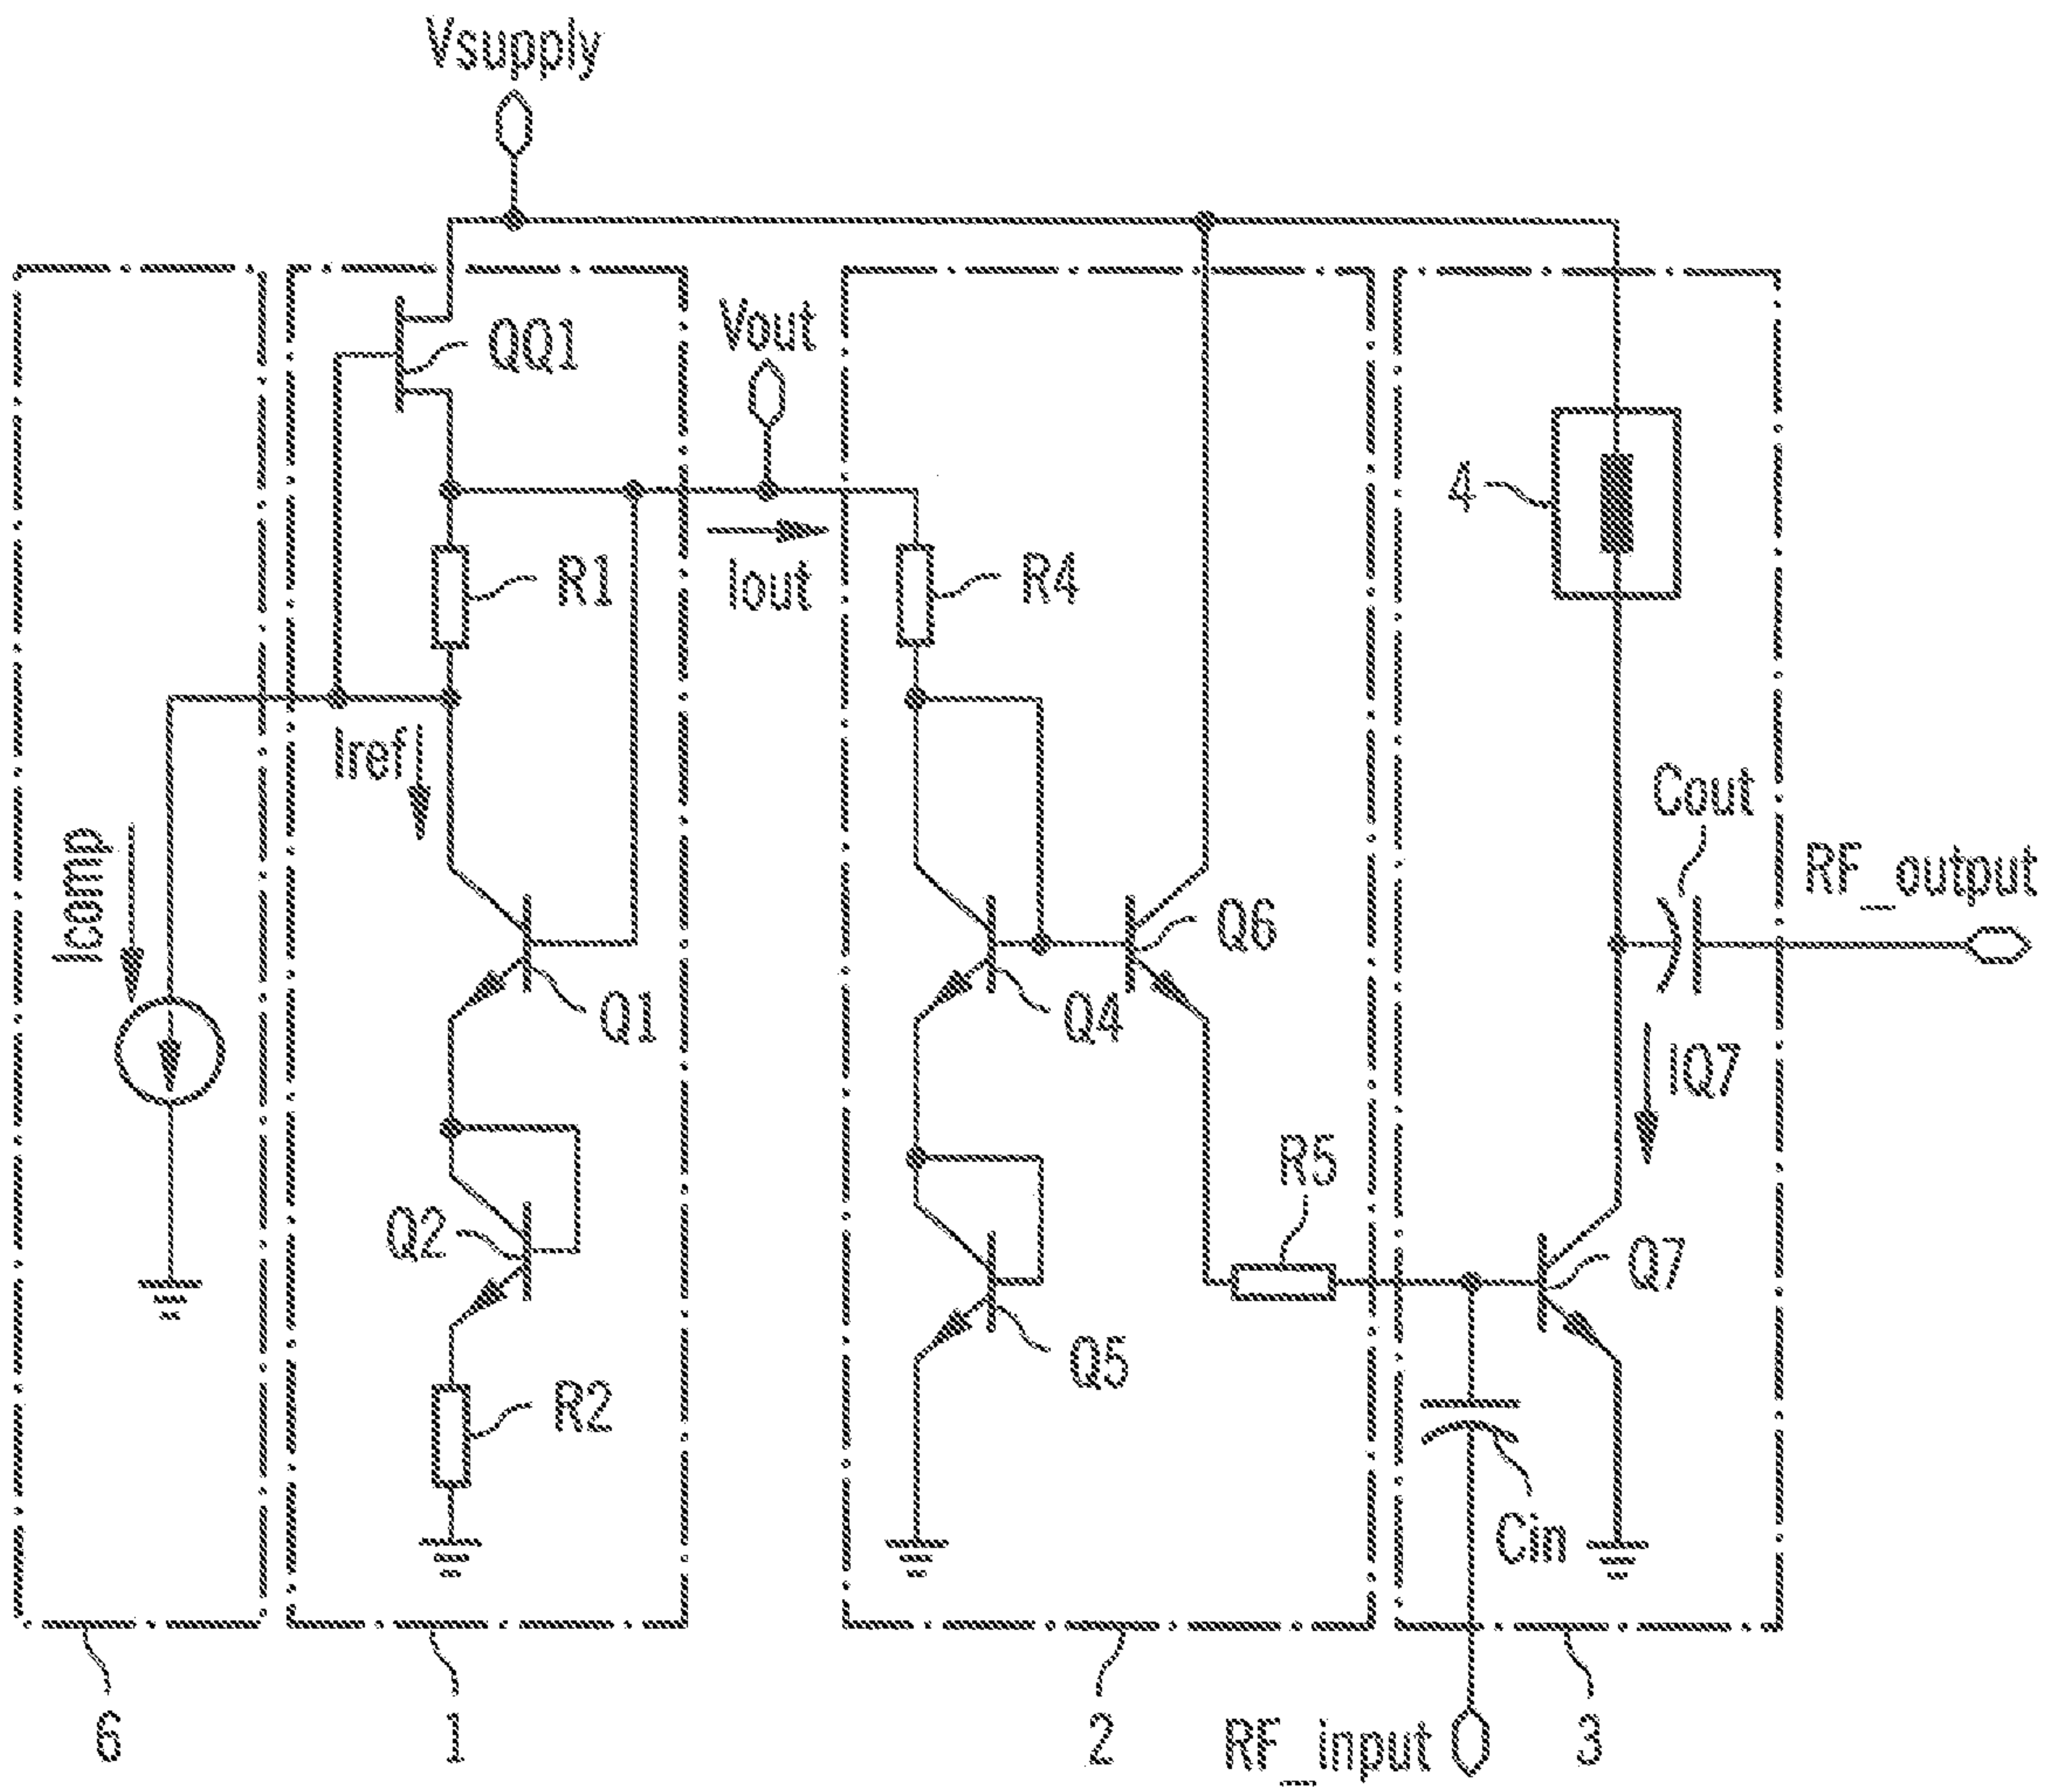 Vsupply
QQ1
Vout
4
R1
Iout
R4
Iref
Cout
Icomp
RF_output
Q6
Q1
Q4
IQ7
R5
Q2
Q7
Q5
R2
Cin
6
1
2
RF_input
3